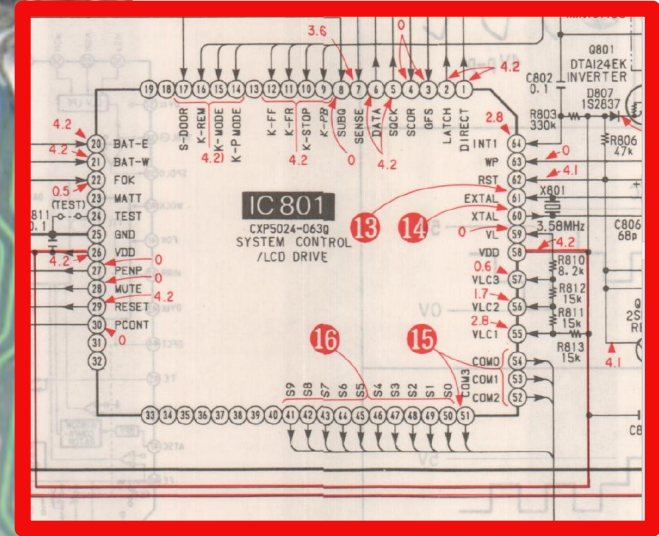 3.6
0
4.2
19 18 17 16 15 14 13 12 11 10 9 8 7 6 5 4 3 2 1
S-DOOR
K-REM
K-MODE
K-P MODE
K-FF
K-FR
K-STOP
K-PB
SUBQ
SENSE
DATA
SQCK
SCOR
GFS
LATCH
DIRECT
4.2)
4.2
0
4.2
Q801
DTA124EK
INVERTER
C802
0.1
D807
1S2837
R803
330k
R806
47k
4.2
20 BAT-E
4.2
21 BAT-W
22 FOK
0.5
23 MATT
(TEST)
24 TEST
811
0.1
25 GND
26 VDD
4.2
27 PENP
0
28 MUTE
0
29 RESET
4.2
30 PCONT
0
31
32
IC 801
CXP5024-063Q
SYSTEM CONTROL
/LCD DRIVE
13
14
2.8
INT1 64
WP 63
0
RST 62
4.1
EXTAL 61
X801
XTAL 60
3.58MHz
C806
68p
0
VL 59
VDD 58
4.2
R810
8.2k
0.6
VLC3 57
R812
15k
1.7
VLC2 56
R811
15k
2.8
VLC1 55
R813
15k
4.1
16
15
COM0 54
COM1 53
COM2 52
S9 S8 S7 S6 S5 S4 S3 S2 S1 S0 COM3
33 34 35 36 37 38 39 40 41 42 43 44 45 46 47 48 49 50 51